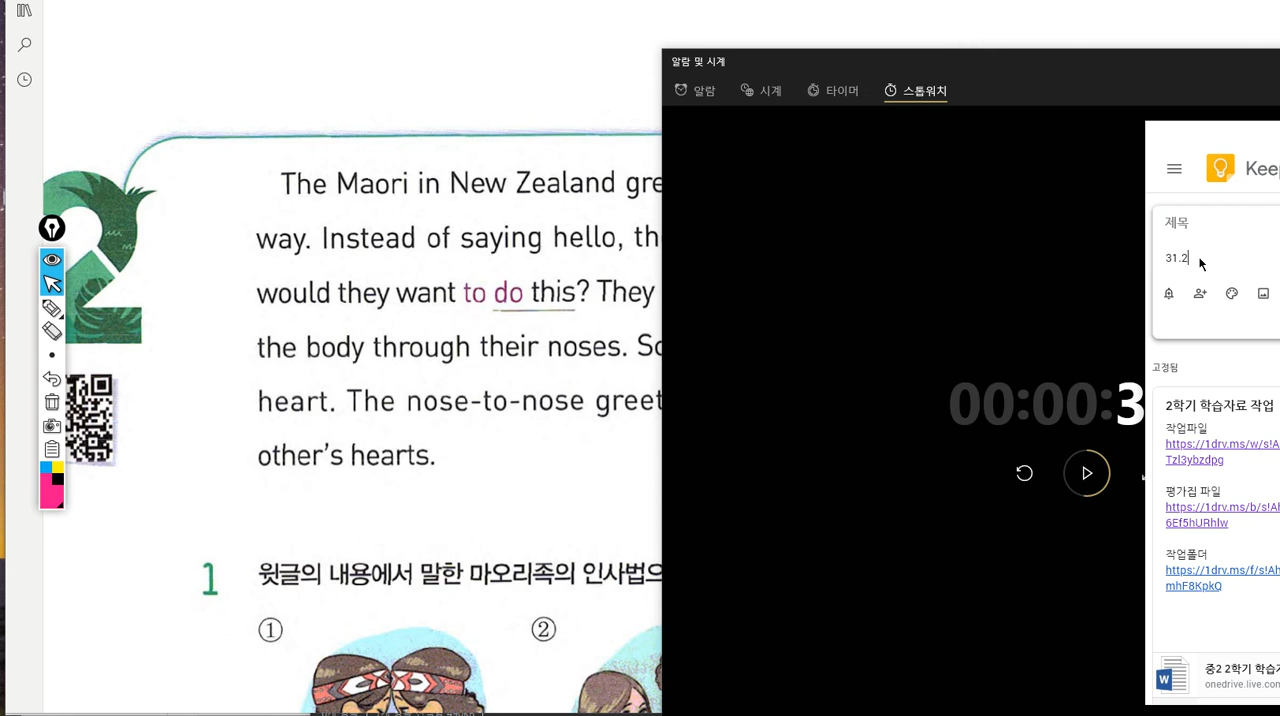 알람 및 시계
알람
시계
타이머
스톱워치
Keep
2
The Maori in New Zealand gre
way. Instead of saying hello, th
would they want to do this? They
the body through their noses. So
heart. The nose-to-nose greet
other's hearts.
1 윗글의 내용에서 말한 마오리족의 인사법으
①
②
00:00:3
제목
31.2
고정됨
2학기 학습자료 작업
작업파일
https://1drv.ms/w/s!A
Tzl3ybzdpg
평가집 파일
https://1drv.ms/b/s!Ah
6Ef5hURhlw
작업폴더
https://1drv.ms/f/s!Ah
mhF8KpkQ
중2 2학기 학습자
onedrive.live.com